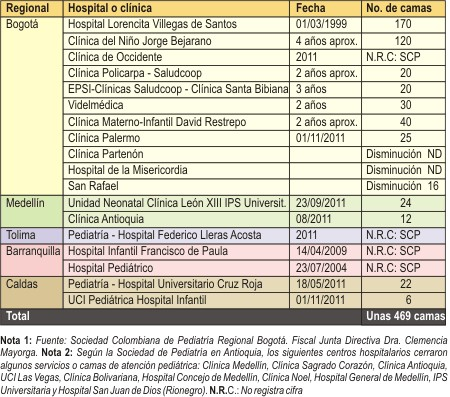 Regional Hospital o clínica Fecha No. de camas
Bogotá Hospital Lorencita Villegas de Santos 01/03/1999 170
Clínica del Niño Jorge Bejarano 4 años aprox. 120
Clínica de Occidente 2011 N.R.C: SCP
Clínica Policarpa - Saludcoop 2 años aprox. 20
EPSI-Clínicas Saludcoop - Clínica Santa Bibiana 3 años 20
Videlmédica 2 años 30
Clínica Materno-Infantil David Restrepo 2 años aprox. 40
Clínica Palermo 01/11/2011 25
Clínica Partenón Disminución ND
Hospital de la Misericordia Disminución ND
San Rafael Disminución 16
Medellín Unidad Neonatal Clínica León XIII IPS Universit. 23/09/2011 24
Clínica Antioquia 08/2011 12
Tolima Pediatría - Hospital Federico Lleras Acosta 2011 N.R.C: SCP
Barranquilla Hospital Infantil Francisco de Paula 14/04/2009 N.R.C: SCP
Hospital Pediátrico 23/07/2004 N.R.C: SCP
Caldas Pediatría - Hospital Universitario Cruz Roja 18/05/2011 22
UCI Pediátrica Hospital Infantil 01/11/2011 6
Total Unas 469 camas
Nota 1: Fuente: Sociedad Colombiana de Pediatría Regional Bogotá. Fiscal Junta Directiva Dra. Clemencia
Mayorga. Nota 2: Según la Sociedad de Pediatría en Antioquia, los siguientes centros hospitalarios cerraron
algunos servicios o camas de atención pediátrica: Clínica Medellín, Clínica Sagrado Corazón, Clínica Antioquia,
UCI Las Vegas, Clínica Bolivariana, Hospital Concejo de Medellín, Clínica Noel, Hospital General de Medellín, IPS
Universitaria y Hospital San Juan de Dios (Rionegro). N.R.C.: No registra cifra